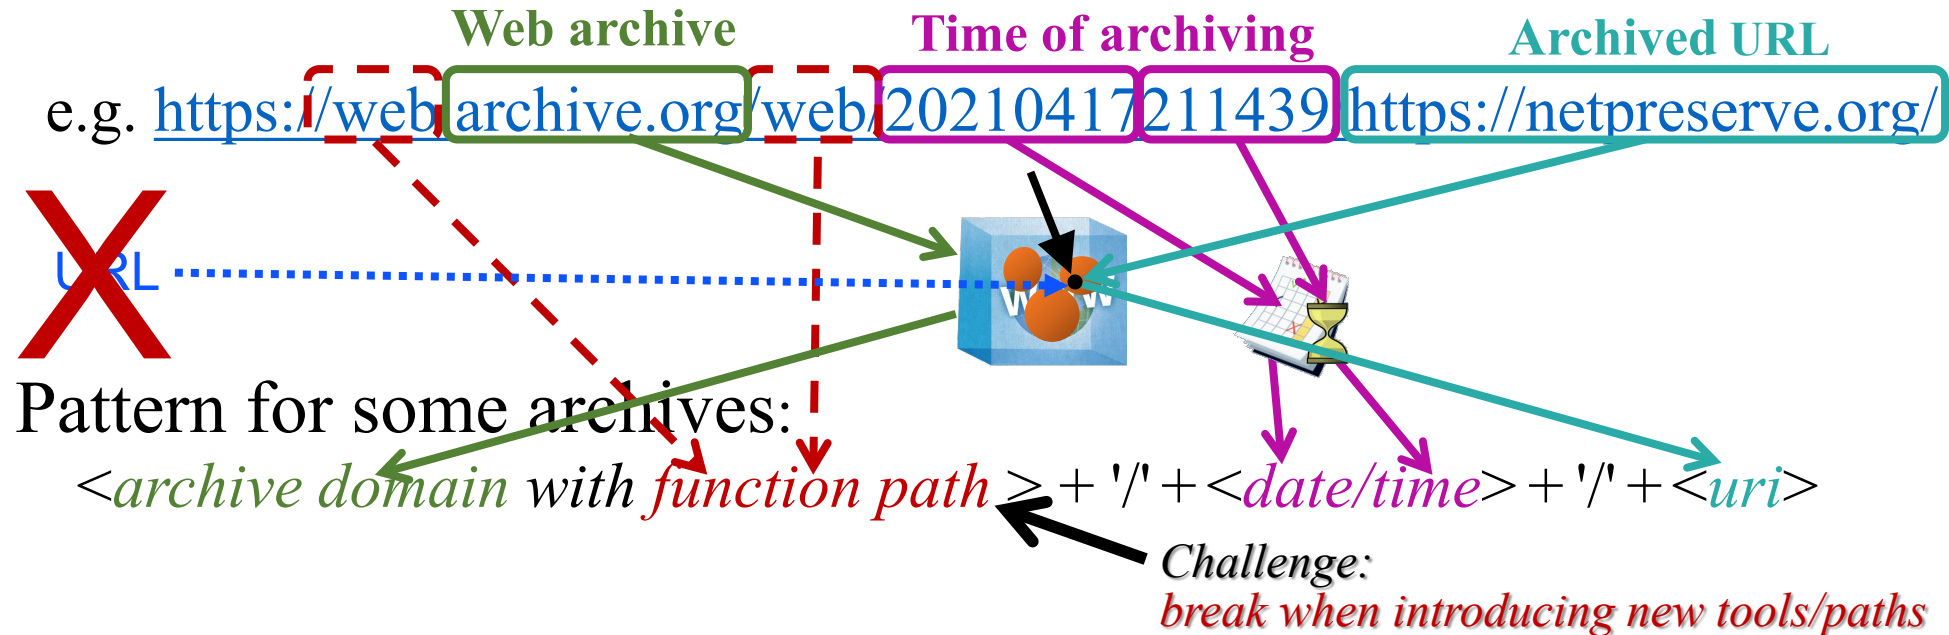 Web archive Time of archiving Archived URL
e.g. https://web.archive.org/web/20210417211439/https://netpreserve.org/
URL
X
WWW
Pattern for some archives:
<archive domain with function path > + '/' + <date/time> + '/' + <uri>
Challenge:
break when introducing new tools/paths